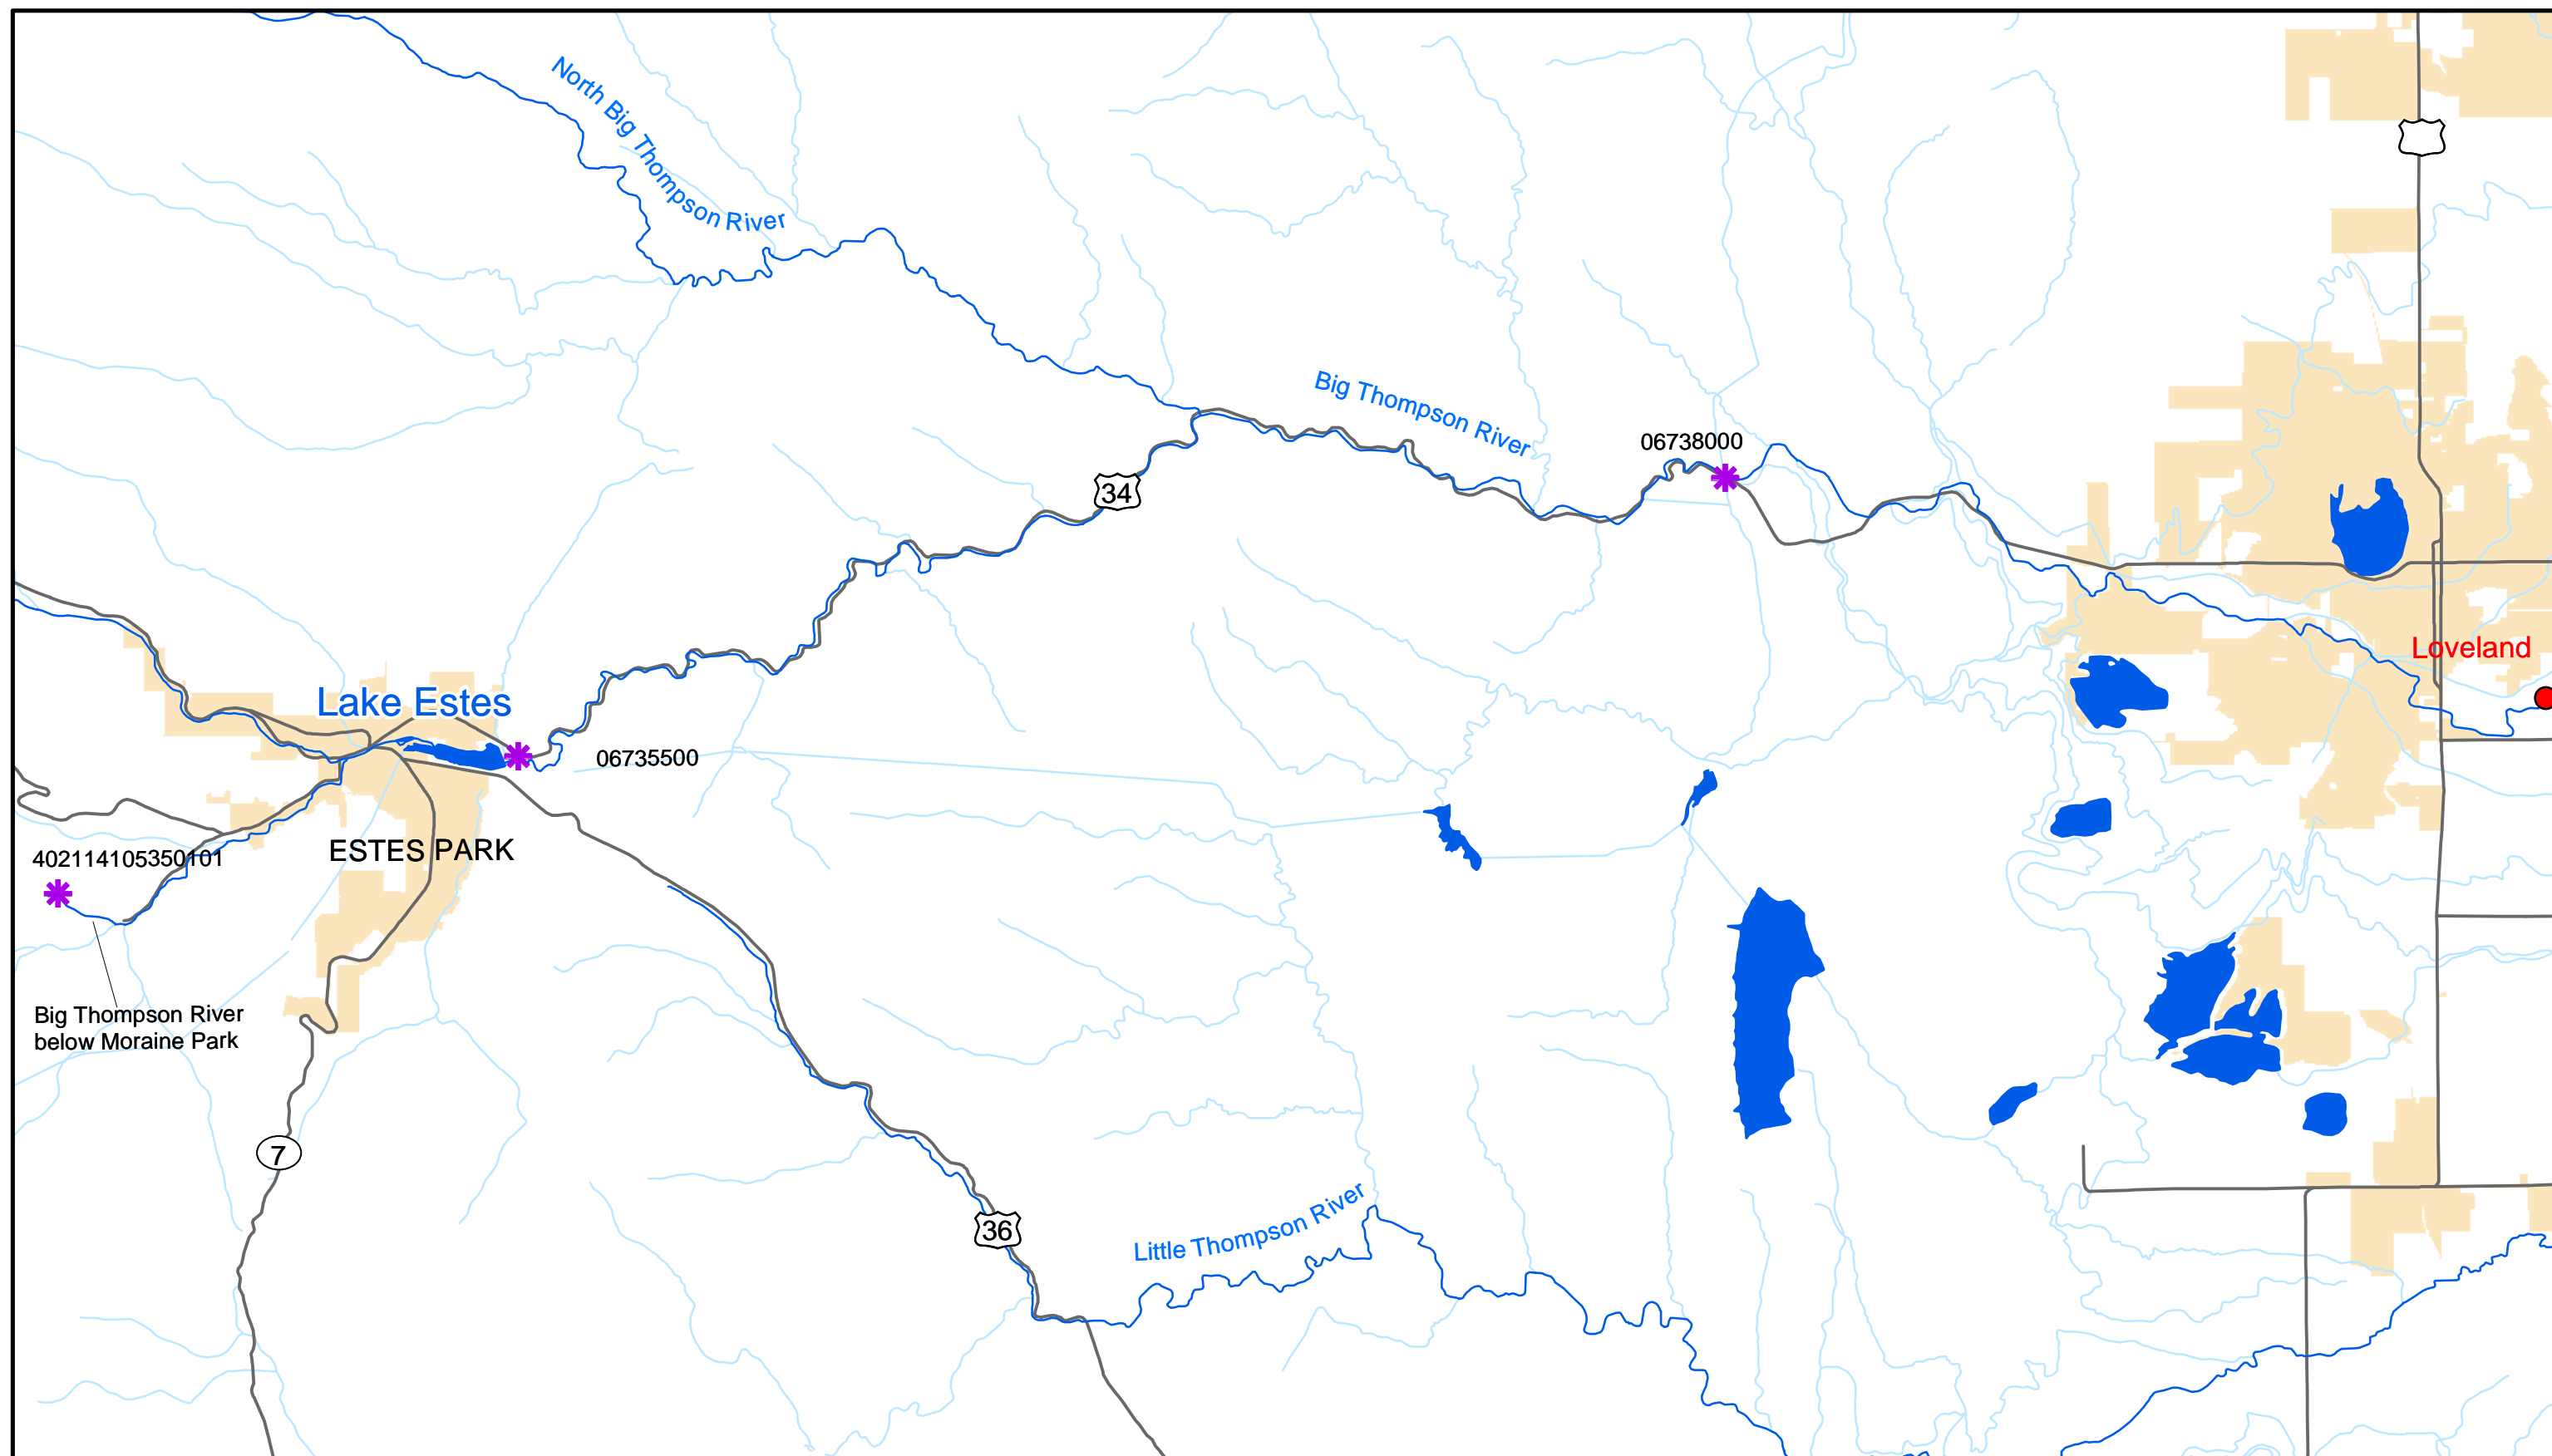 North Big Thompson River
Big Thompson River
06738000
34
Loveland
Lake Estes
06735500
ESTES PARK
402114105350101
Big Thompson River
below Moraine Park
7
36
Little Thompson River